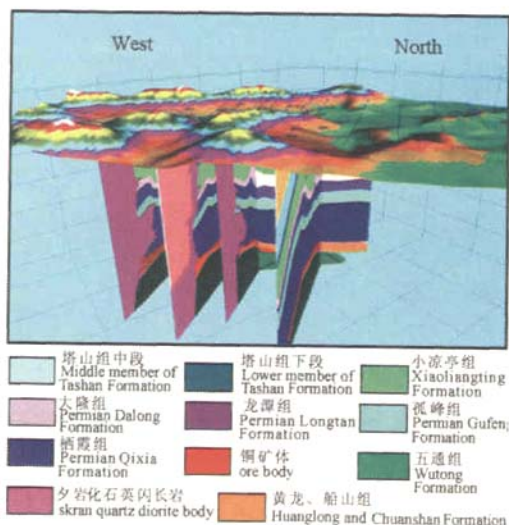 West North
塔山组中段 塔山组下段 小凉亭组
Middle member of Lower member of Xiaoliangting
Tashan Formation Tashan Formation Formation
大隆组 龙潭组 孤峰组
Permian Dalong Permian Longtan Permian Gufeng
Formation Formation Formation
栖霞组 铜矿体 五通组
Permian Qixia ore body Wutong
Formation Formation
夕岩化石英闪长岩 黄龙、船山组
skran quartz diorite body Huanglong and Chuanshan Formation